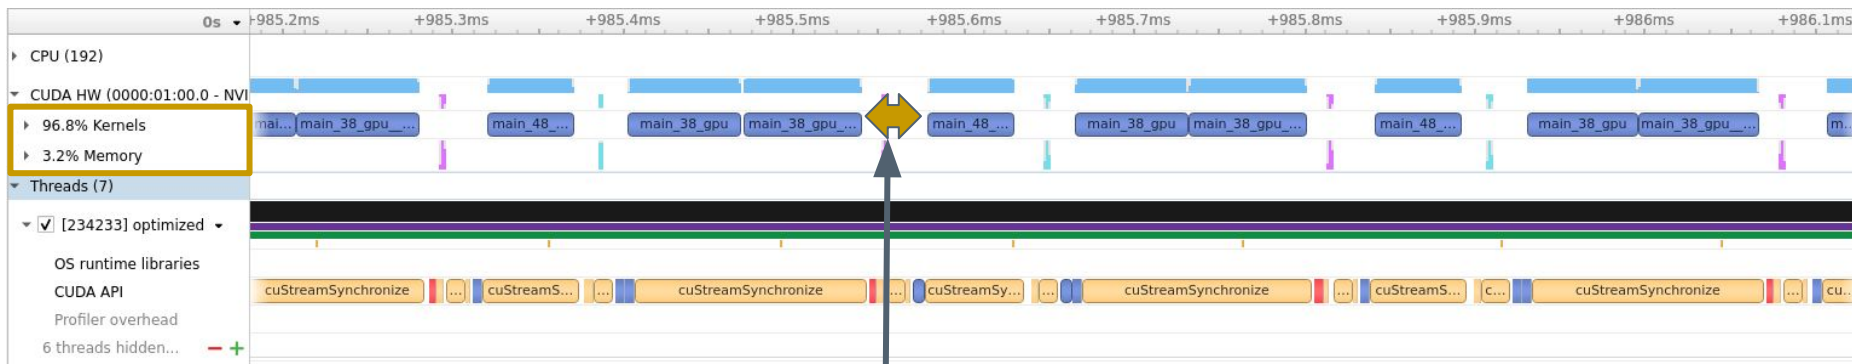 0s +985.2ms +985.3ms +985.4ms +985.5ms +985.6ms +985.7ms +985.8ms +985.9ms +986ms +986.1ms
CPU (192)
CUDA HW (0000:01:00.0 - NVI
96.8% Kernels mai... main_38_gpu__... main_48_... main_38_gpu main_38_gpu_... main_48_... main_38_gpu main_38_gpu_... main_48_... main_38_gpu main_38_gpu__... m...
3.2% Memory
Threads (7)
[234233] optimized
OS runtime libraries
CUDA API cuStreamSynchronize ... cuStreamS... ... cuStreamSynchronize ... cuStreamSy... ... cuStreamSynchronize ... cuStreamS... c... cuStreamSynchronize ... cu...
Profiler overhead
6 threads hidden... − +